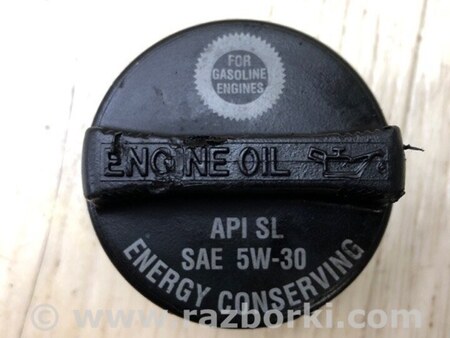 FOR
GASOLINE
ENGINES
ENGINE OIL
API SL
SAE 5W-30
ENERGY CONSERVING
© www.razborki.com